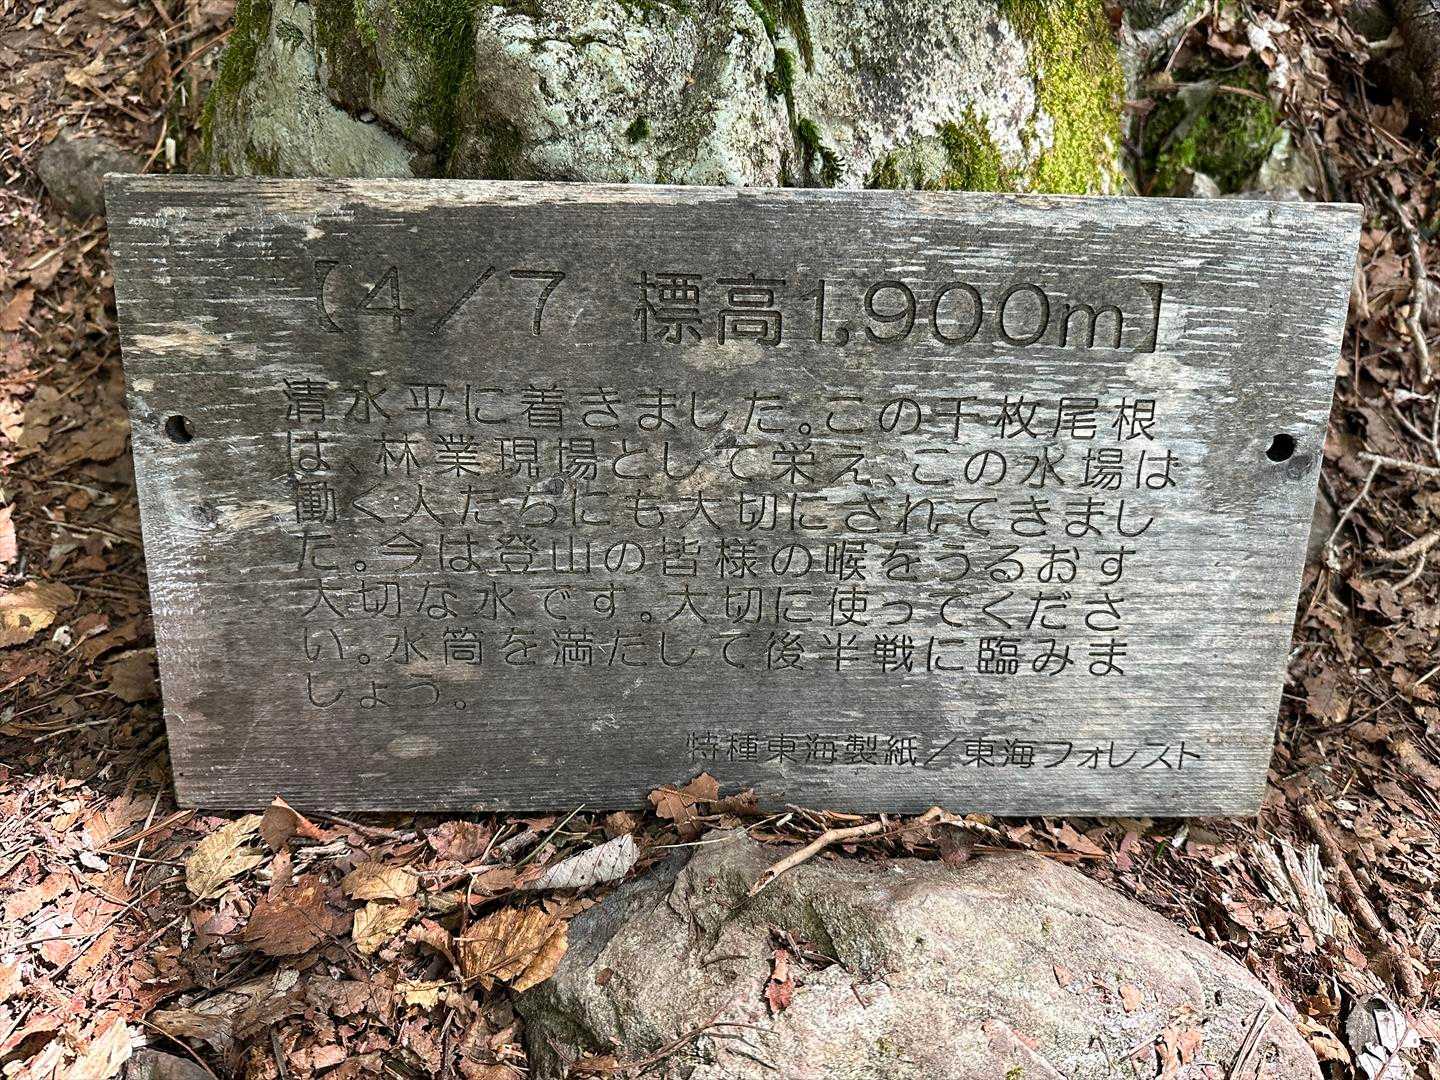 【4/7 標高1,900m】
清水平に着きました。この千枚尾根
は、林業現場として栄え、この水場は
働く人たちにも大切にされてきまし
た。今は登山の皆様の喉をうるおす
大切な水です。大切に使ってくださ
い。水筒を満たして後半戦に臨みま
しょう。
特種東海製紙/東海フォレスト